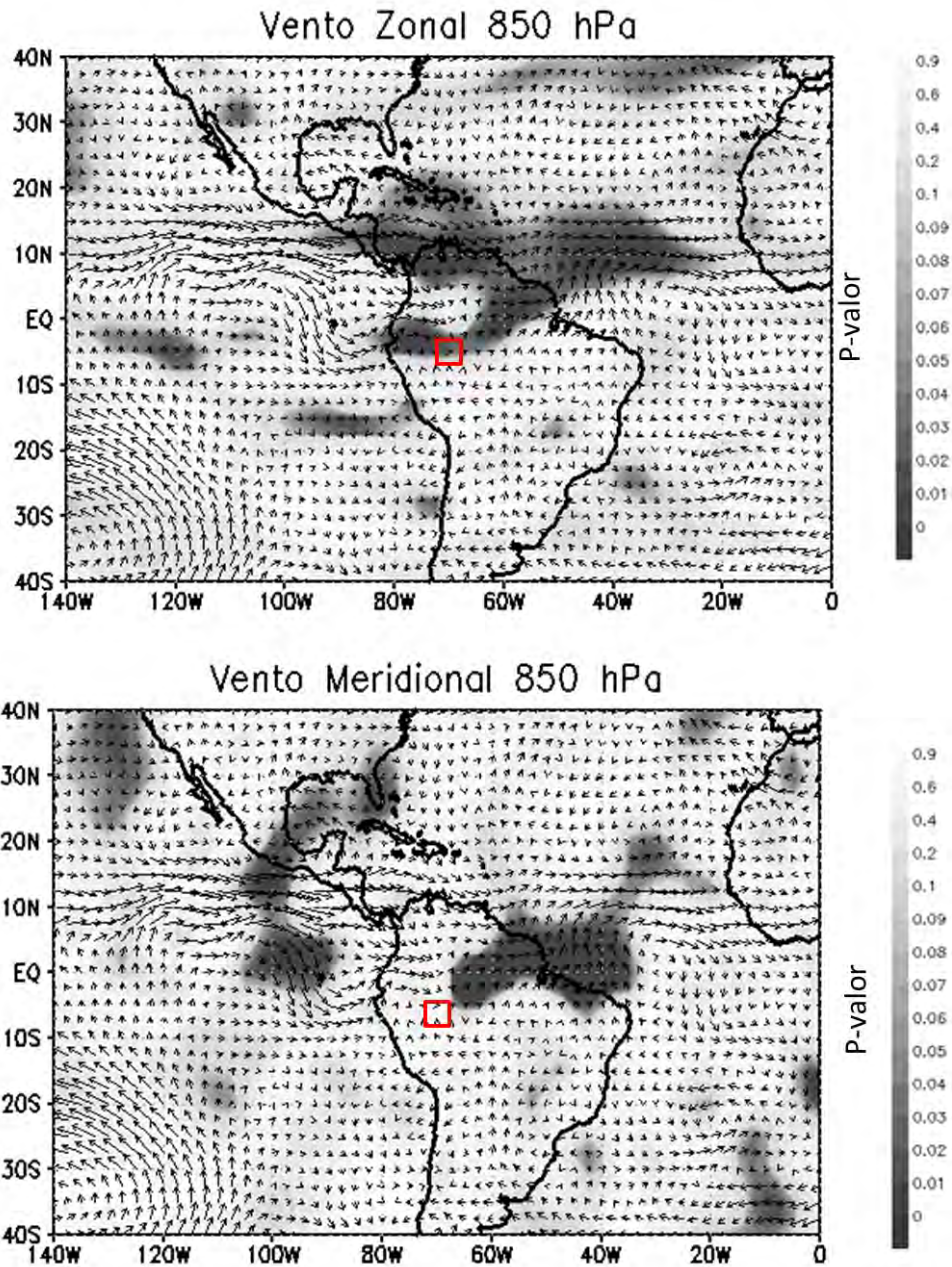 Vento Zonal 850 hPa
40N
30N
20N
10N
EQ
10S
20S
30S
40S
140W 120W 100W 80W 60W 40W 20W 0
0.9
0.6
0.4
0.2
0.1
0.09
0.08
0.07
0.06
0.05
0.04
0.03
0.02
0.01
0
P-valor
Vento Meridional 850 hPa
40N
30N
20N
10N
EQ
10S
20S
30S
40S
140W 120W 100W 80W 60W 40W 20W 0
0.9
0.6
0.4
0.2
0.1
0.09
0.08
0.07
0.06
0.05
0.04
0.03
0.02
0.01
0
P-valor